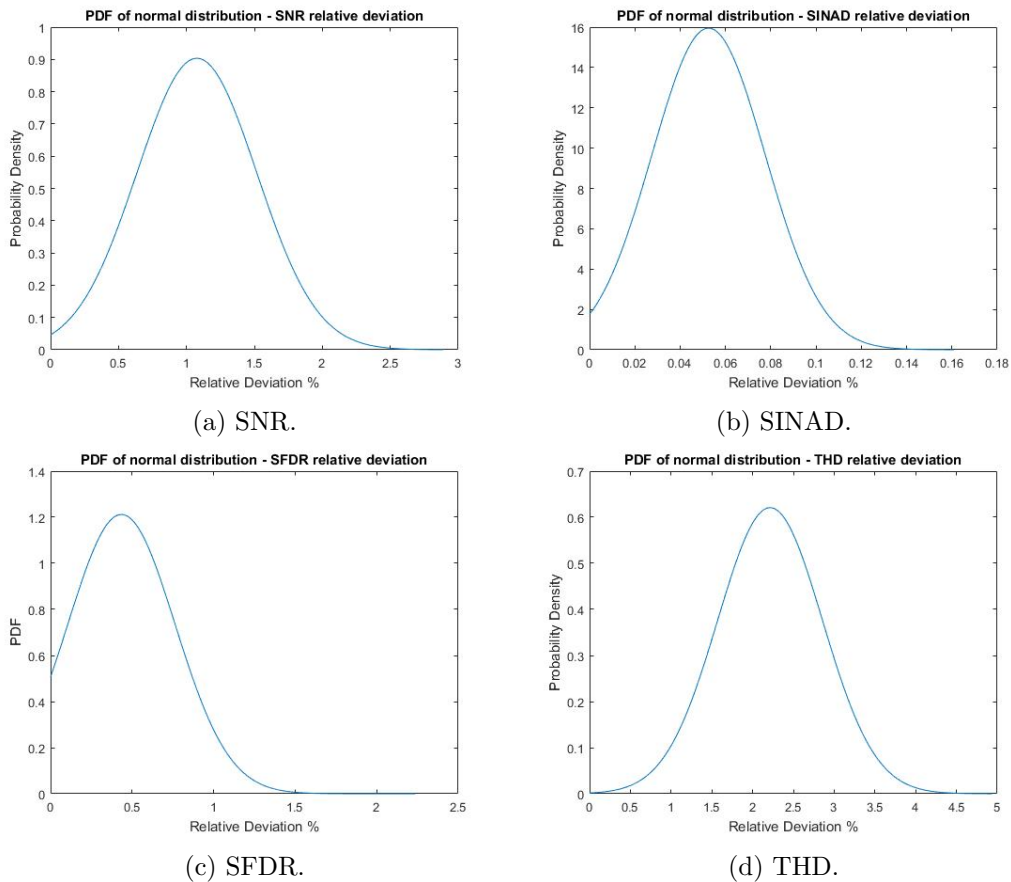 PDF of normal distribution - SNR relative deviation
1
0.9
0.8
0.7
0.6
0.5
0.4
0.3
0.2
0.1
0
Probability Density
0 0.5 1 1.5 2 2.5 3
Relative Deviation %
(a) SNR.
PDF of normal distribution - SINAD relative deviation
16
14
12
10
8
6
4
2
0
Probability Density
0 0.02 0.04 0.06 0.08 0.1 0.12 0.14 0.16 0.18
Relative Deviation %
(b) SINAD.
PDF of normal distribution - SFDR relative deviation
1.4
1.2
1
0.8
0.6
0.4
0.2
0
PDF
0 0.5 1 1.5 2 2.5
Relative Deviation %
(c) SFDR.
PDF of normal distribution - THD relative deviation
0.7
0.6
0.5
0.4
0.3
0.2
0.1
0
Probability Density
0 0.5 1 1.5 2 2.5 3 3.5 4 4.5 5
Relative Deviation %
(d) THD.